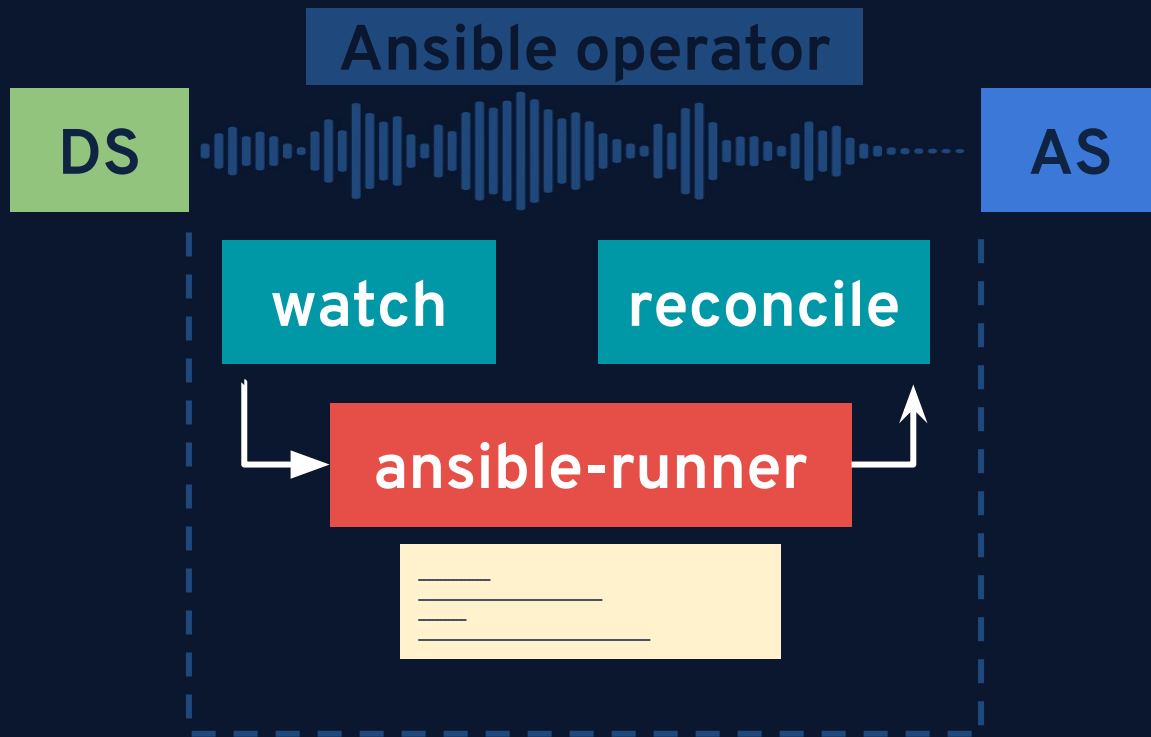 Ansible operator
DS
AS
watch
reconcile
ansible-runner